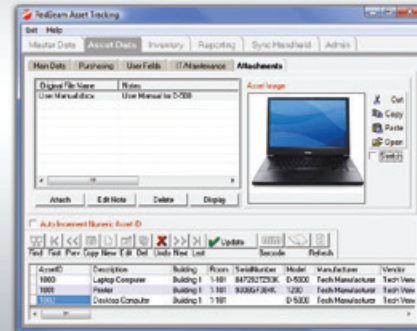 RedBeam Asset Tracking
Exit Help
Master Data Asset Data Inventory Reporting Sync Handheld Admin
Main Data Purchasing User Fields IT/Maintenance Attachments
Original File Name Notes
User Manual.docx User Manual for D-500
Asset Image
Cut
Copy
Paste
Open
Stretch
Attach Edit Note Delete Display
Auto Increment Numeric Asset ID
Update
Find First Prev Copy New Edit Del Undo Next Last Barcode Refresh
AssetID Description Building Room SerialNumber Model Manufacturer Vendor
1000 Laptop Computer Building 1 1-101 D-5000 Tech Manufacturer Tech
1001 Printer Building 1 1-101 1200 Tech Manufacturer Tech
1002 Desktop Computer Building 1 1-101 D-500 Tech Manufacturer Tech